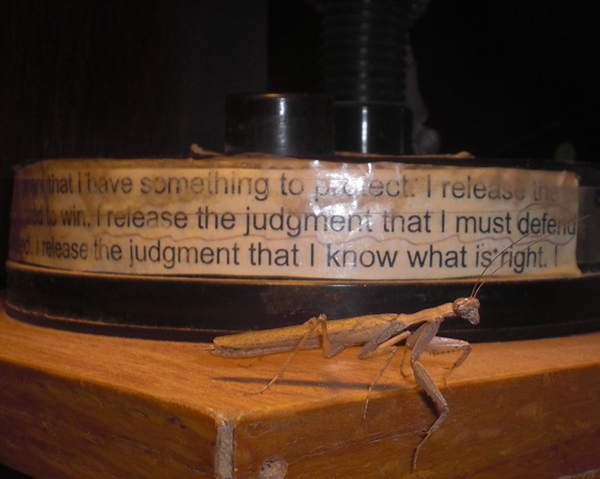 that I have something to protect. I release the
to win. I release the judgment that I must defend
I release the judgment that I know what is right. I